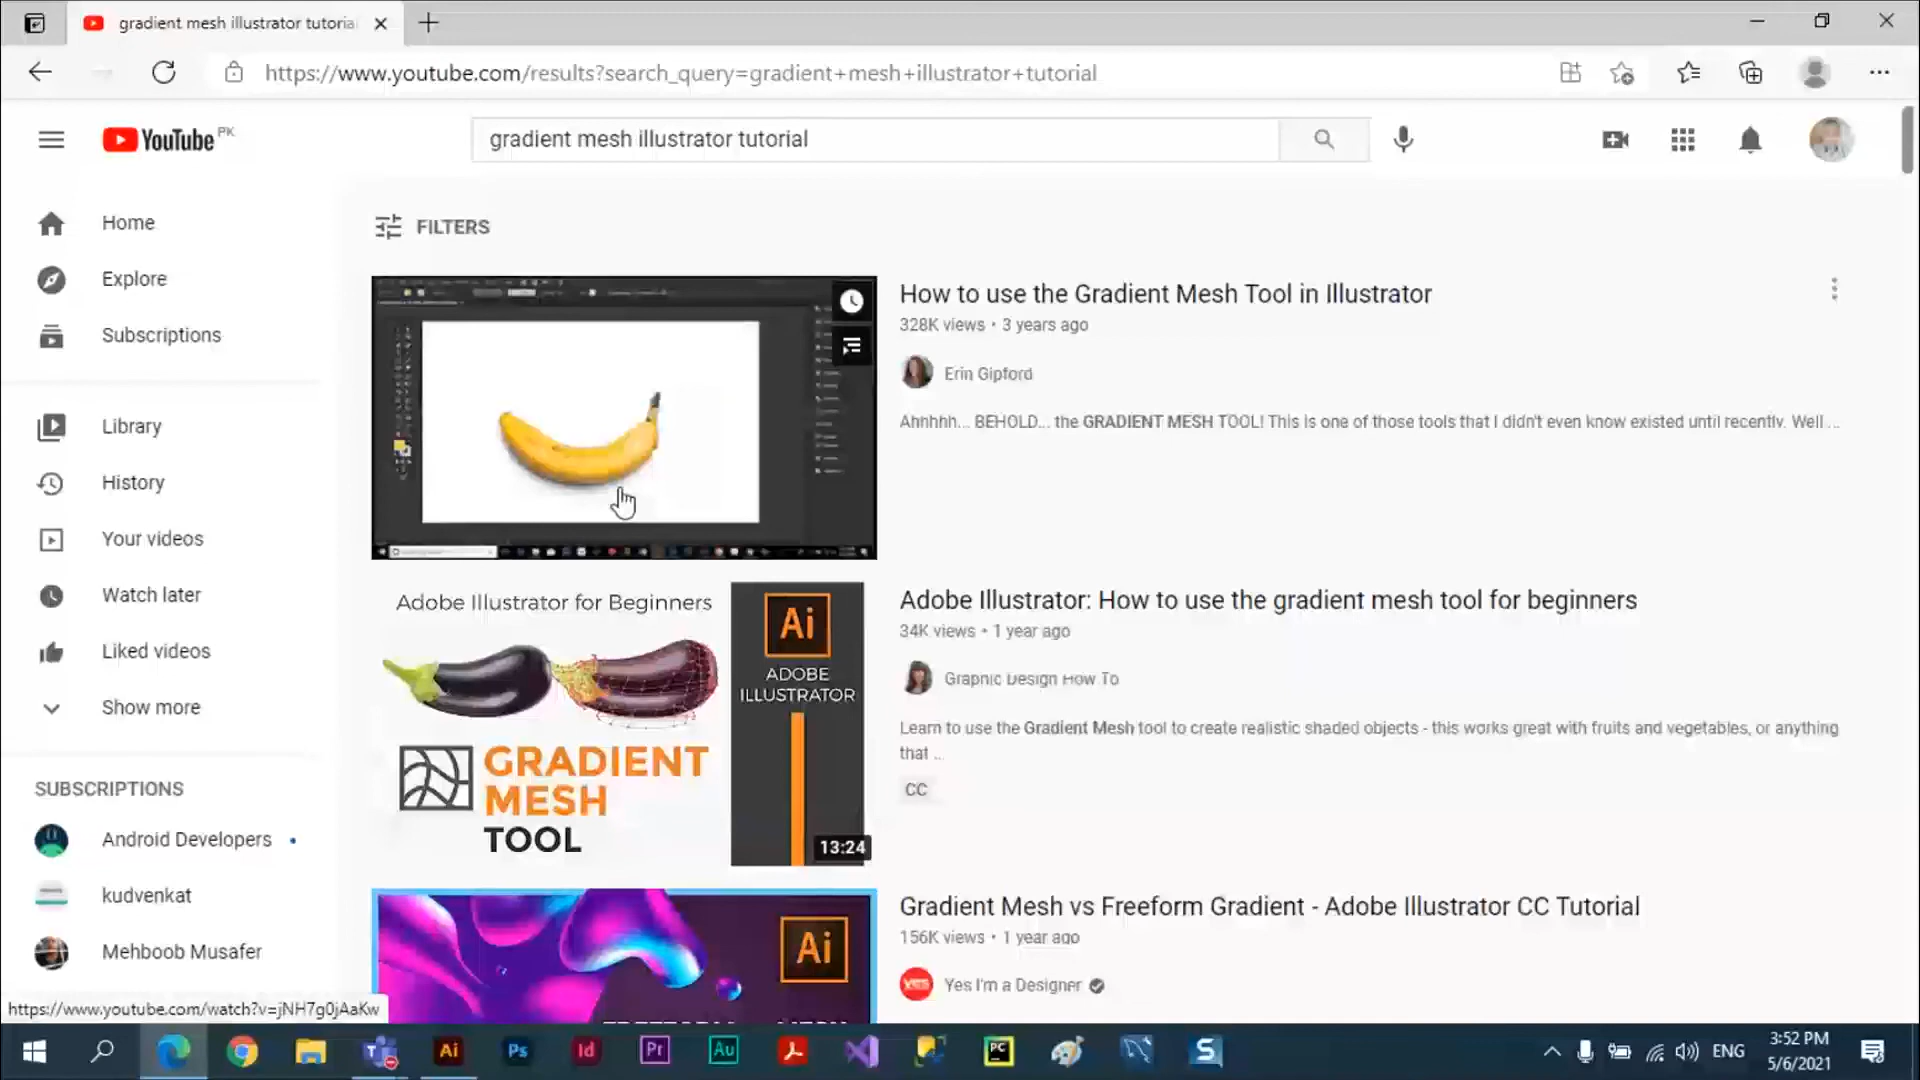 gradient mesh illustrator tutoria
https://www.youtube.com/results?search_query=gradient+mesh+illustrator+tutorial
YouTube PK
gradient mesh illustrator tutorial
Home
Explore
Subscriptions
Library
History
Your videos
Watch later
Liked videos
Show more
SUBSCRIPTIONS
Android Developers
kudvenkat
Mehboob Musafer
FILTERS
How to use the Gradient Mesh Tool in Illustrator
328K views • 3 years ago
Erin Gipford
Ahhhhh... BEHOLD... the GRADIENT MESH TOOL! This is one of those tools that I didn't even know existed until recently. Well ...
Adobe Illustrator for Beginners
Ai
ADOBE
ILLUSTRATOR
GRADIENT
MESH
TOOL
13:24
Adobe Illustrator: How to use the gradient mesh tool for beginners
34K views • 1 year ago
Graphic Design How To
Learn to use the Gradient Mesh tool to create realistic shaded objects - this works great with fruits and vegetables, or anything
that ...
CC
Ai
Gradient Mesh vs Freeform Gradient - Adobe Illustrator CC Tutorial
156K views • 1 year ago
YES
Yes I'm a Designer
https://www.youtube.com/watch?v=jNH7g0jAaKw
Ai
Ps
Id
Pr
Au
PC
S
ENG
3:52 PM
5/6/2021